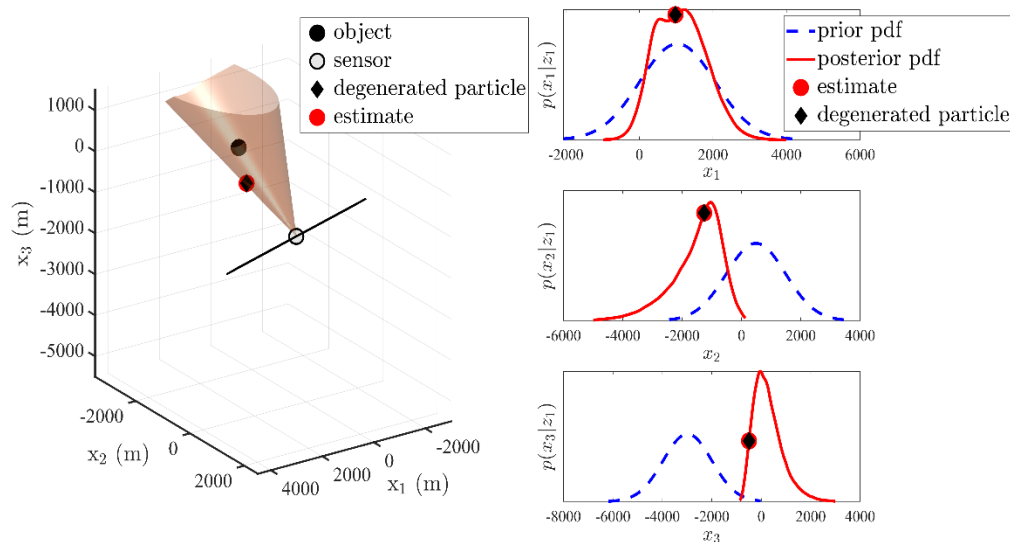 object
sensor
degenerated particle
estimate
1000
0
-1000
-2000
-3000
-4000
-5000
x₃ (m)
-2000
0
2000
x₂ (m)
4000
2000
0
-2000
x₁ (m)
prior pdf
posterior pdf
estimate
degenerated particle
p(x₁|z₁)
-2000 0 2000 4000 6000
x₁
p(x₂|z₁)
-6000 -4000 -2000 0 2000 4000
x₂
p(x₃|z₁)
-8000 -6000 -4000 -2000 0 2000 4000
x₃